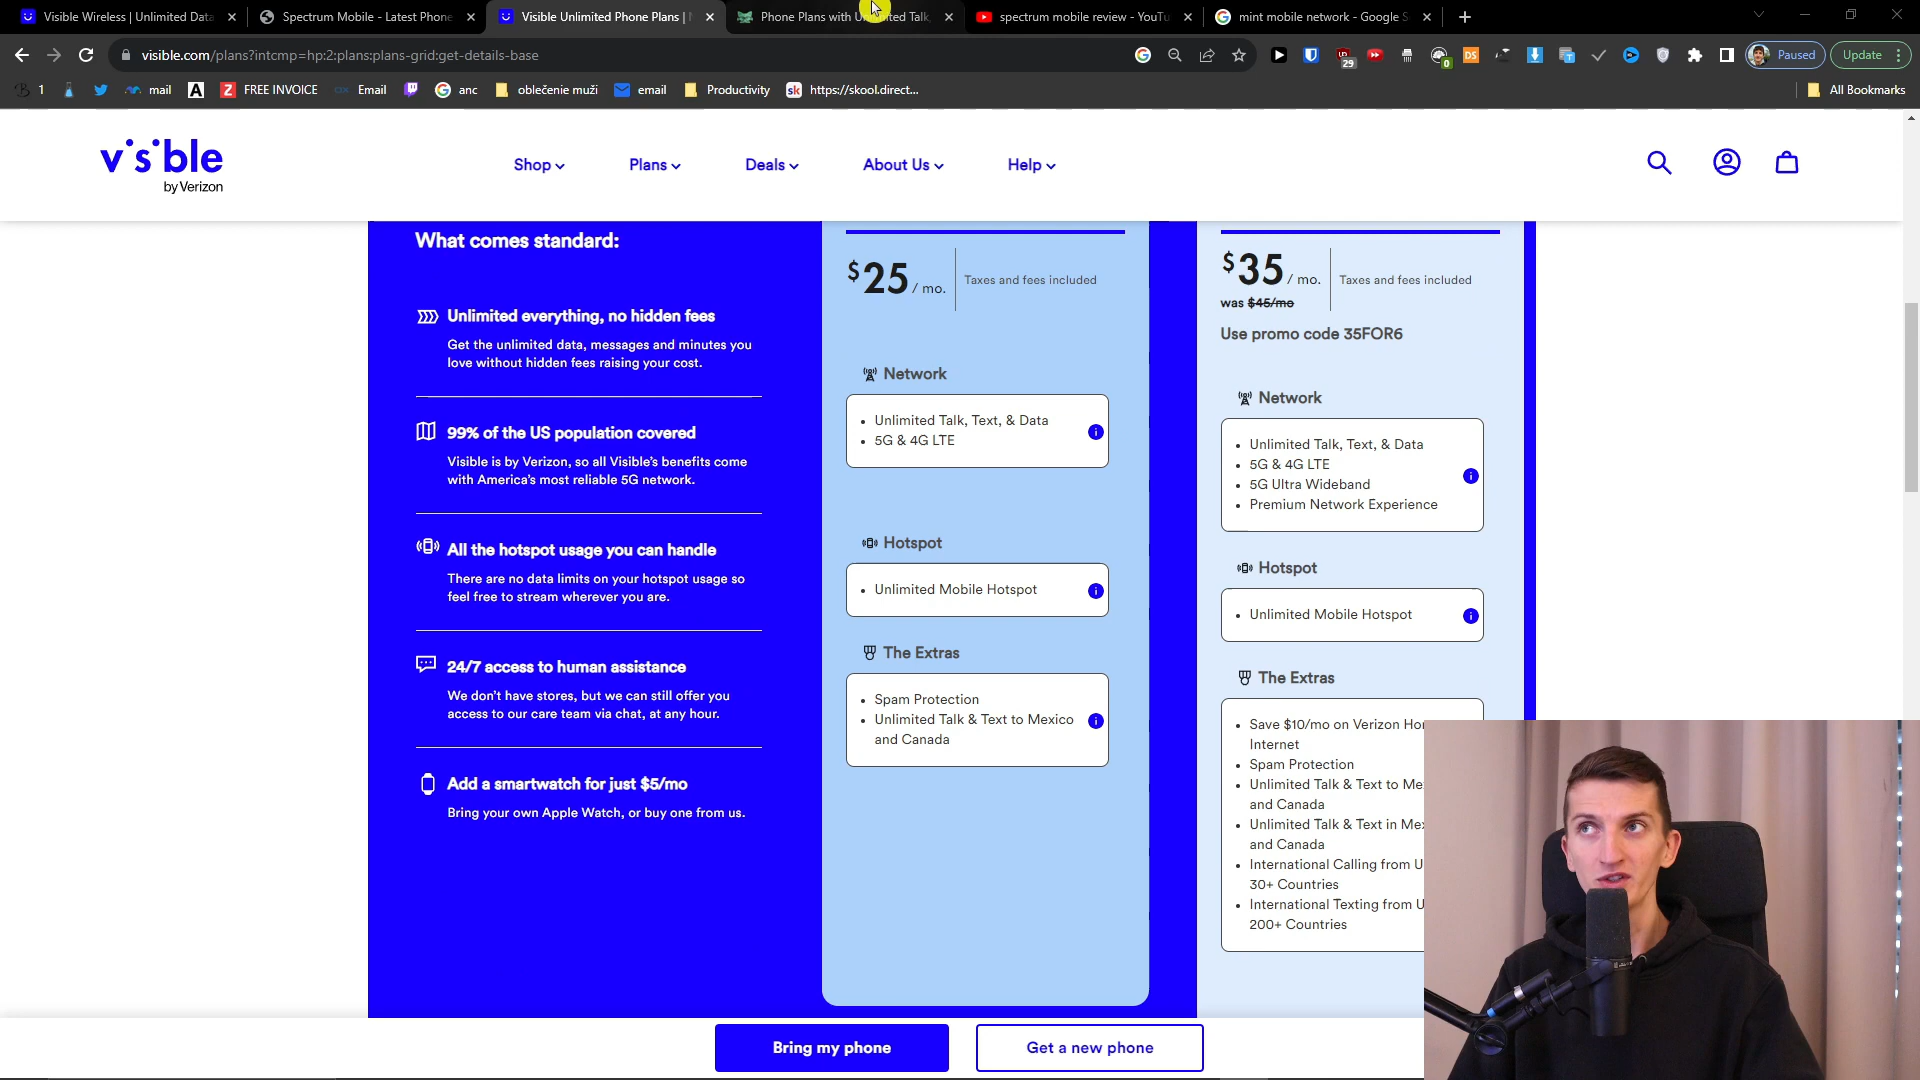 Visible Wireless | Unlimited Data
Spectrum Mobile - Latest Phone
Visible Unlimited Phone Plans |
Phone Plans with Unlimited Talk,
spectrum mobile review - YouTu
mint mobile network - Google S
visible.com/plans?intcmp=hp:2:plans:plans-grid:get-details-base
29
0
DS
Paused
Update
1
mail
A
Z FREE INVOICE
Email
anc
oblečenie muži
email
Productivity
sk https://skool.direct...
All Bookmarks
visible
by Verizon
Shop
Plans
Deals
About Us
Help
What comes standard:
Unlimited everything, no hidden fees
Get the unlimited data, messages and minutes you
love without hidden fees raising your cost.
99% of the US population covered
Visible is by Verizon, so all Visible's benefits come
with America's most reliable 5G network.
All the hotspot usage you can handle
There are no data limits on your hotspot usage so
feel free to stream wherever you are.
24/7 access to human assistance
We don't have stores, but we can still offer you
access to our care team via chat, at any hour.
Add a smartwatch for just $5/mo
Bring your own Apple Watch, or buy one from us.
$25 / mo.
Taxes and fees included
Network
Unlimited Talk, Text, & Data
5G & 4G LTE
Hotspot
Unlimited Mobile Hotspot
The Extras
Spam Protection
Unlimited Talk & Text to Mexico
and Canada
$35 / mo.
was $45/mo
Taxes and fees included
Use promo code 35FOR6
Network
Unlimited Talk, Text, & Data
5G & 4G LTE
5G Ultra Wideband
Premium Network Experience
Hotspot
Unlimited Mobile Hotspot
The Extras
Save $10/mo on Verizon Ho
Internet
Spam Protection
Unlimited Talk & Text to Me
and Canada
Unlimited Talk & Text in Me
and Canada
International Calling from U
30+ Countries
International Texting from U
200+ Countries
Bring my phone
Get a new phone